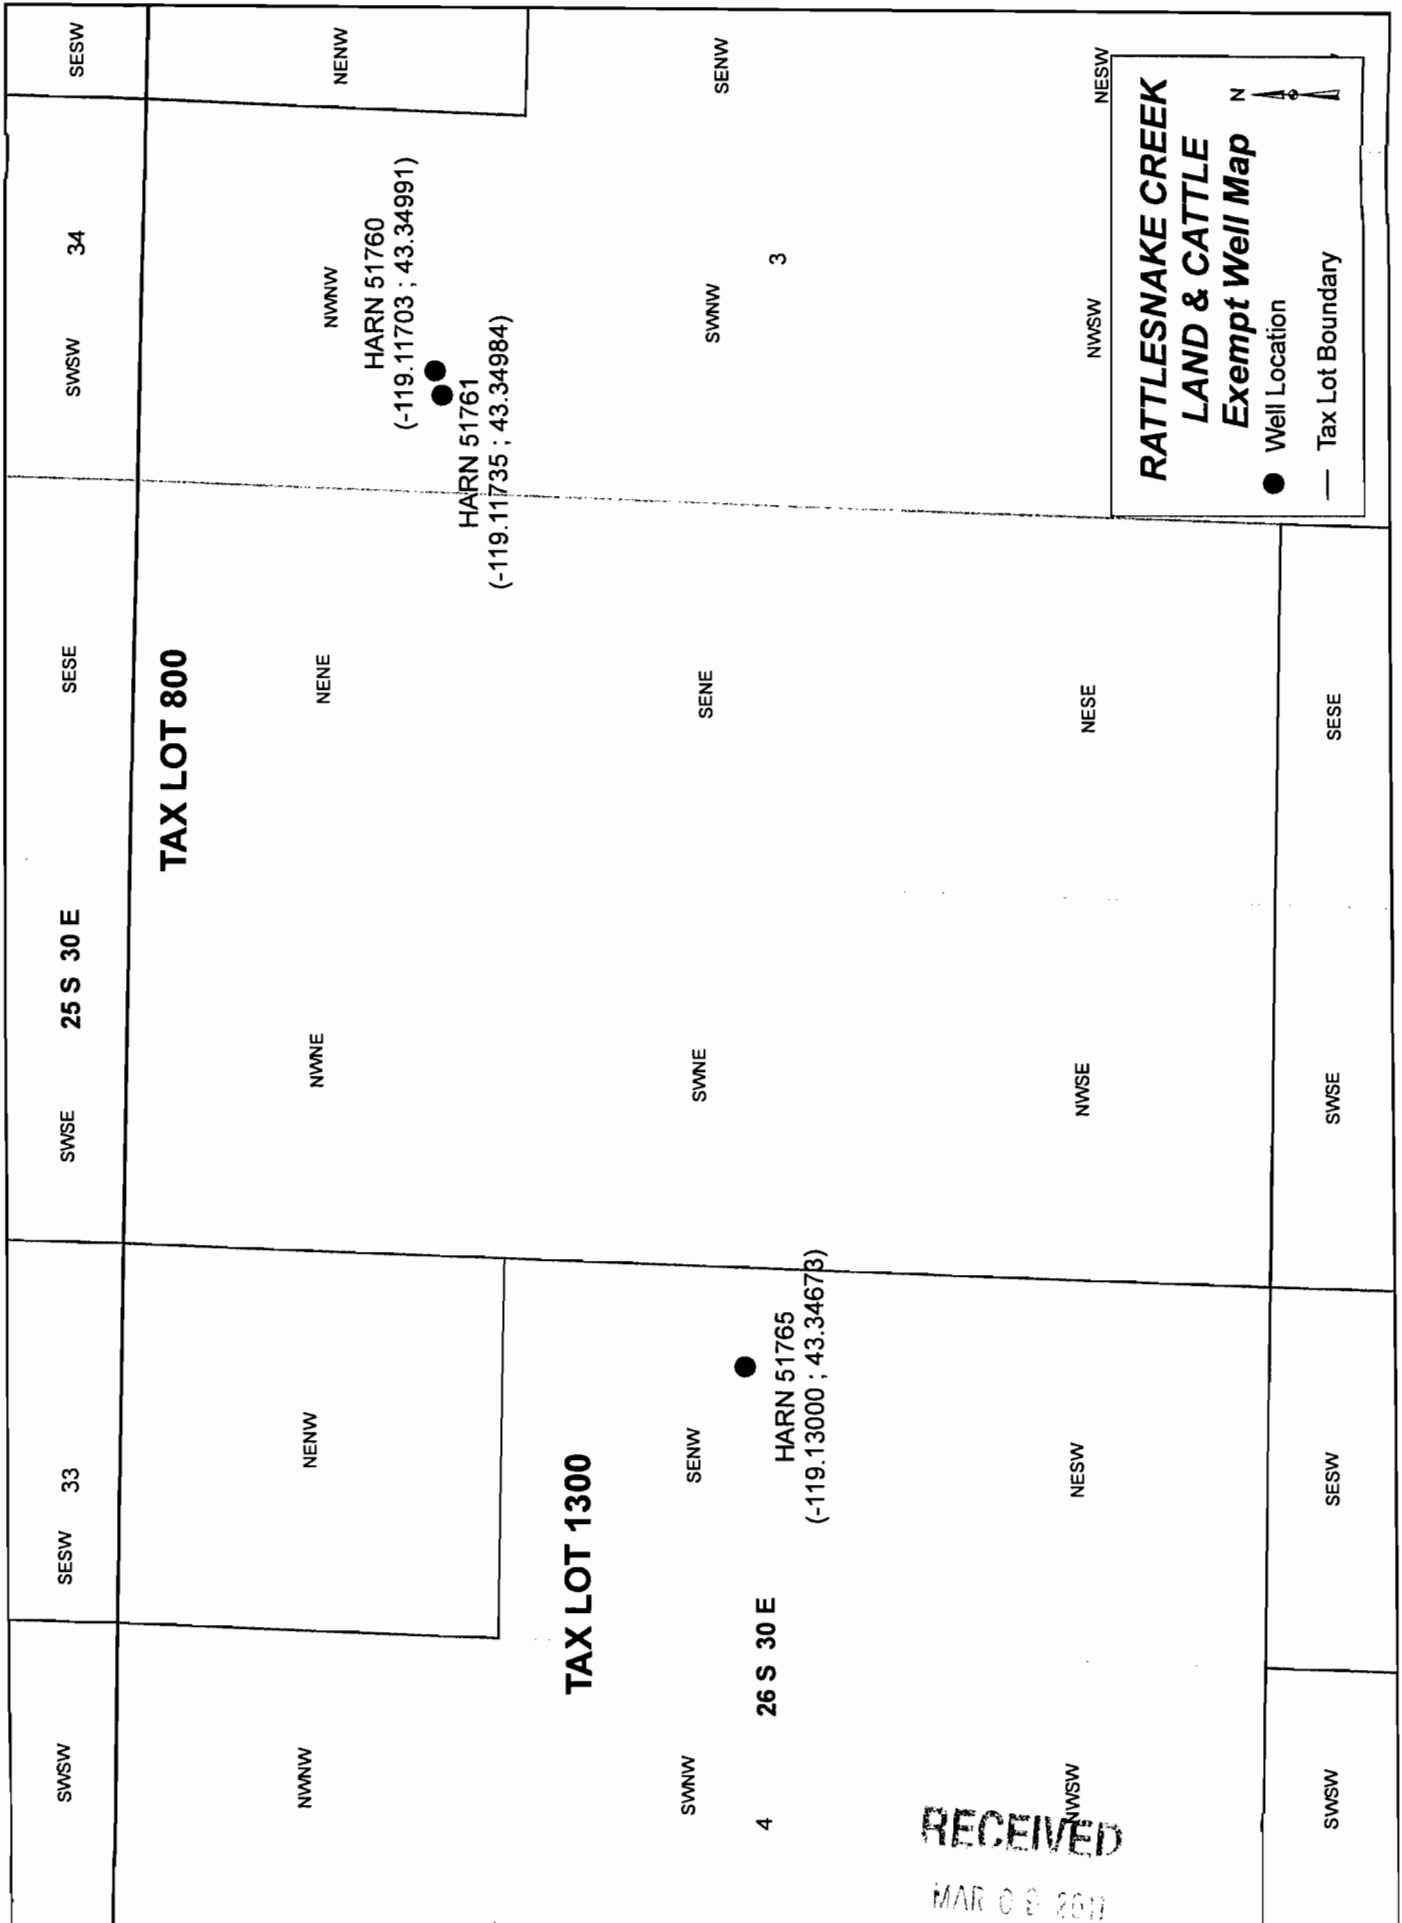 SWSW
SESW
33
SWSE
25 S 30 E
SESE
SWSW
34
SESW
TAX LOT 800
NWNW
NENW
NWNE
NENE
NWNW
NENW
HARN 51760
(-119.11703 ; 43.34991)
HARN 51761
(-119.11735 ; 43.34984)
TAX LOT 1300
SWNW
SENW
SWNE
SENE
SWNW
SENW
4
26 S 30 E
3
HARN 51765
(-119.13000 ; 43.34673)
NWSW
NESW
NWSE
NESE
NWSW
NESW
RATTLESNAKE CREEK
LAND & CATTLE
Exempt Well Map
N
Well Location
Tax Lot Boundary
SWSW
SESW
SWSE
SESE
RECEIVED
MAR